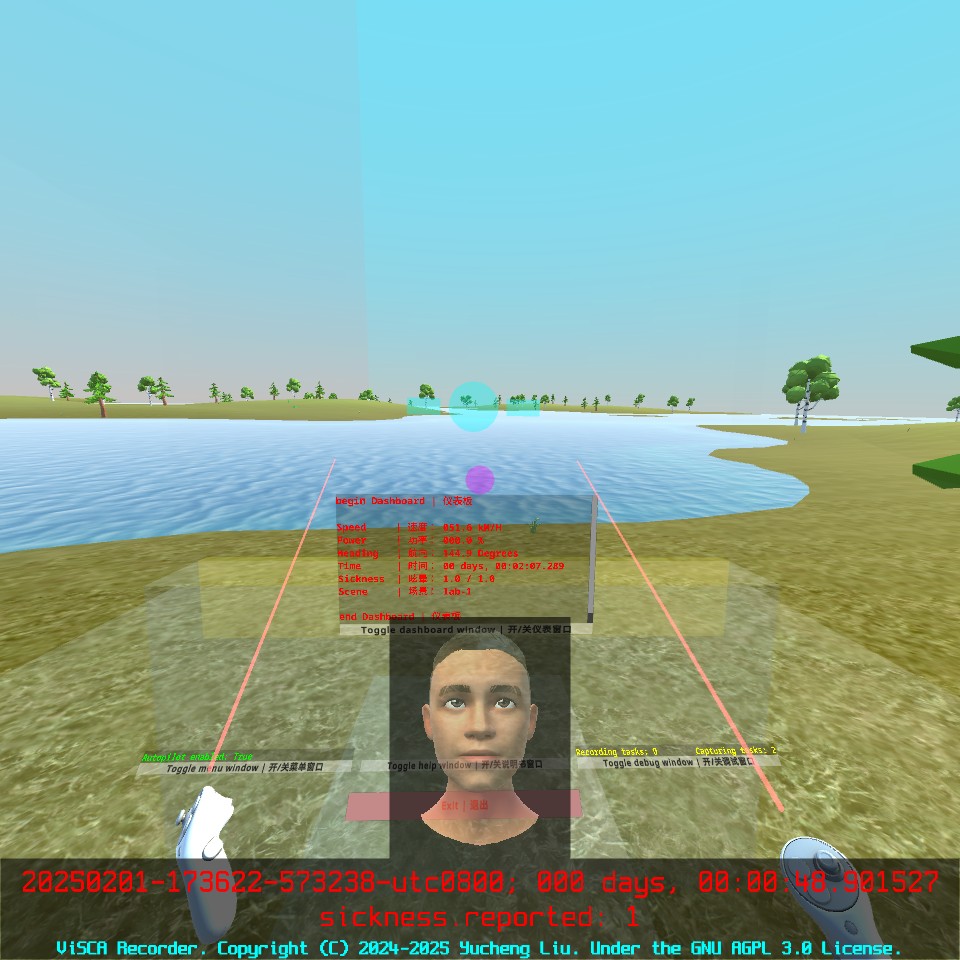 begin Dashboard | 仪表板
Speed | 速度: 051.6 km/h
Power | 功率: 000.0 %
Heading | 航向: 144.9 Degrees
Time | 时间: 00 days, 00:02:07.289
Sickness | 眩晕: 1.0 / 1.0
Scene | 场景: Tab-1
end Dashboard | 仪表板
Toggle dashboard window | 开/关仪表窗口
Autopilot enabled: True
Recording tasks: 0 Capturing tasks: 2
Toggle menu window | 开/关菜单窗口
Toggle help window | 开/关说明书窗口
Toggle debug window | 开/关调试窗口
Exit | 退出
20250201-173622-573238-utc0800; 000 days, 00:00:48.901527
sickness.reported: 1
ViSCA Recorder. Copyright (C) 2024-2025 Yucheng Liu. Under the GNU AGPL 3.0 License.